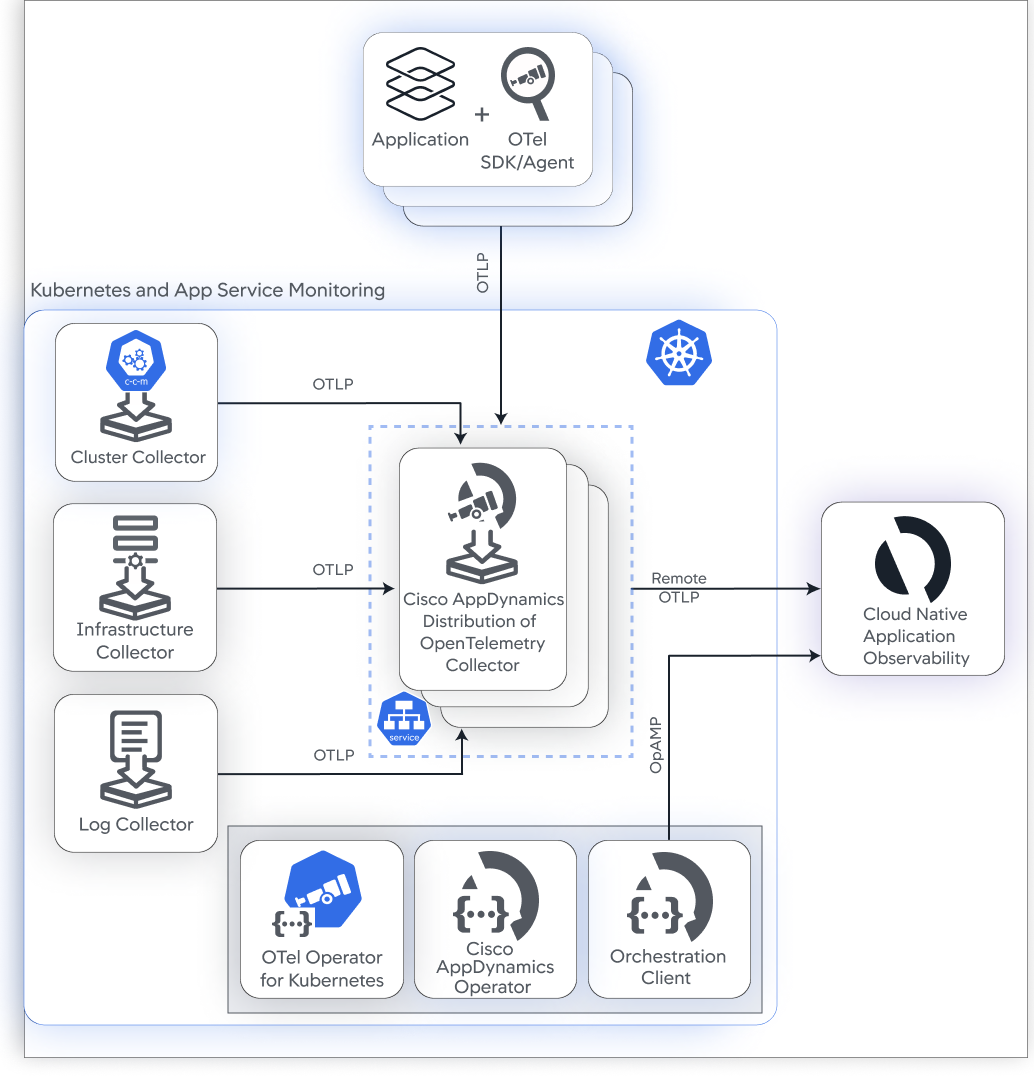 Application
+
OTel
SDK/Agent
OTLP
Kubernetes and App Service Monitoring
c-c-m
Cluster Collector
OTLP
Infrastructure
Collector
OTLP
Cisco AppDynamics
Distribution of
OpenTelemetry
Collector
service
Remote
OTLP
Cloud Native
Application
Observability
Log Collector
OTLP
OpAMP
{...}
OTel Operator
for Kubernetes
{...}
Cisco
AppDynamics
Operator
{...}
Orchestration
Client